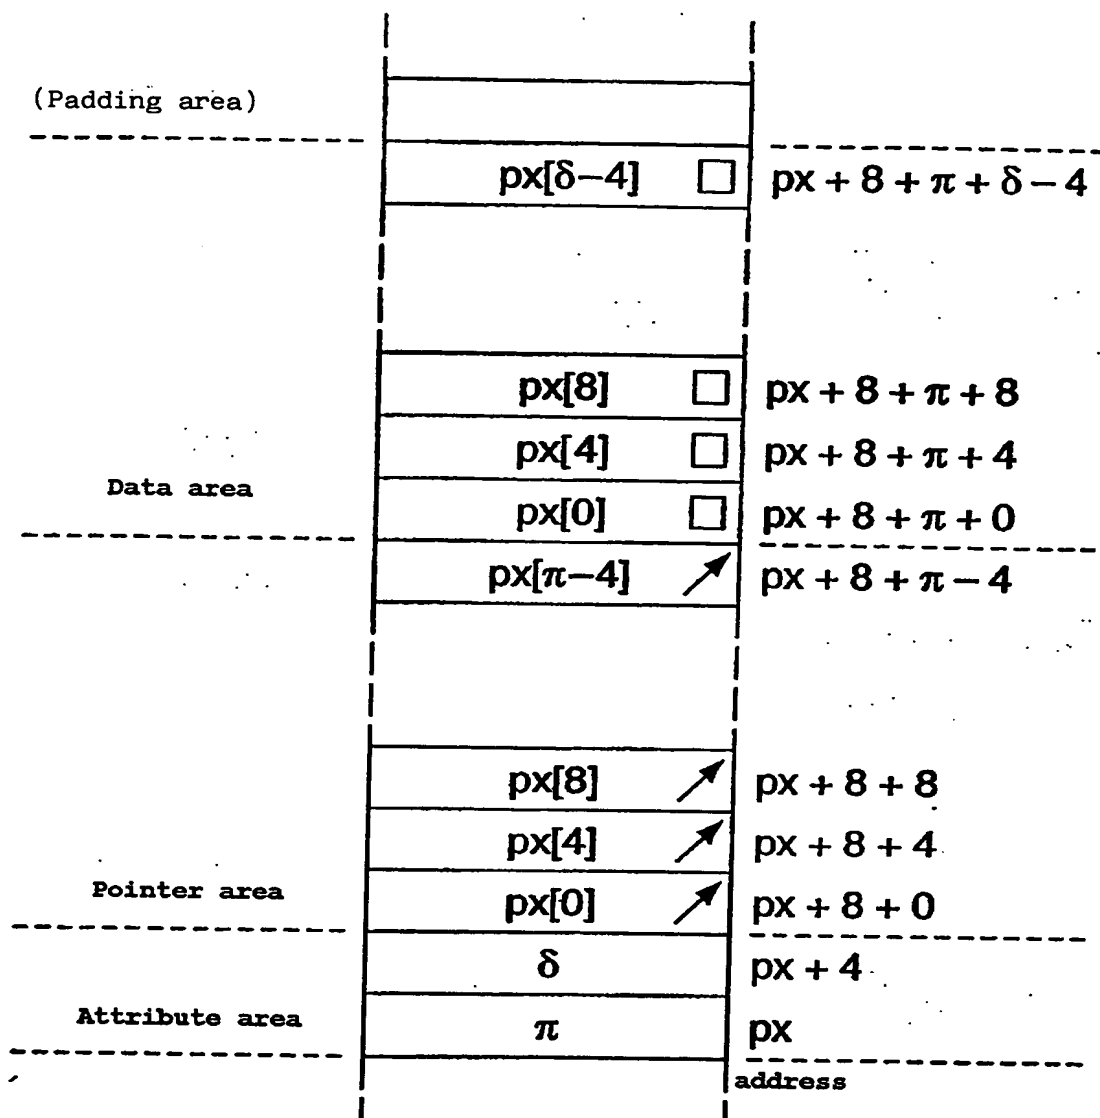 (Padding area)
px[δ−4] px + 8 + π + δ − 4
px[8] px + 8 + π + 8
px[4] px + 8 + π + 4
Data area
px[0] px + 8 + π + 0
px[π−4] px + 8 + π − 4
px[8] px + 8 + 8
px[4] px + 8 + 4
Pointer area
px[0] px + 8 + 0
δ px + 4
Attribute area
π px
address